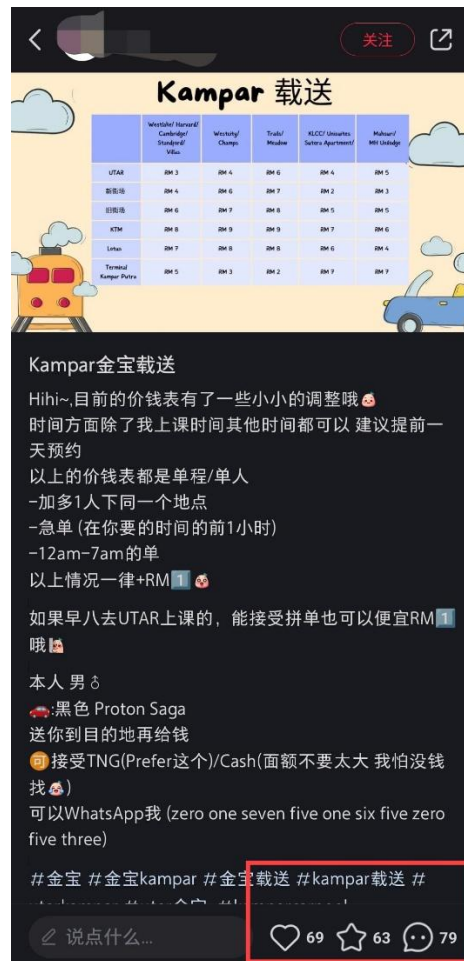 关注
Kampar 载送
Westlake/ Harvard/ Cambridge/ Standford/ Villas
Westcity/ Champs
Trails/ Meadow
KLCC/ Unisuites Sutera Apartment/
Mahsuri/ MH Unilodge
UTAR RM 3 RM 4 RM 6 RM 4 RM 5
新街场 RM 4 RM 6 RM 7 RM 2 RM 3
旧街场 RM 6 RM 7 RM 8 RM 5 RM 5
KTM RM 8 RM 9 RM 9 RM 7 RM 6
Lotus RM 7 RM 8 RM 8 RM 6 RM 4
Terminal Kampar Putra RM 5 RM 3 RM 2 RM 7 RM 7
Kampar金宝载送
Hihi~,目前的价钱表有了一些小小的调整哦
时间方面除了我上课时间其他时间都可以 建议提前一
天预约
以上的价钱表都是单程/单人
-加多1人下同一个地点
-急单 (在你要的时间的前1小时)
-12am-7am的单
以上情况一律+RM1️⃣
如果早八去UTAR上课的，能接受拼单也可以便宜RM1️⃣
哦
本人 男♂
:黑色 Proton Saga
送你到目的地再给钱
🉑接受TNG(Prefer这个)/Cash(面额不要太大 我怕没钱
找)
可以WhatsApp我 (zero one seven five one six five zero
five three)
#金宝 #金宝kampar #金宝载送 #kampar载送 #
说点什么...
69 63 79